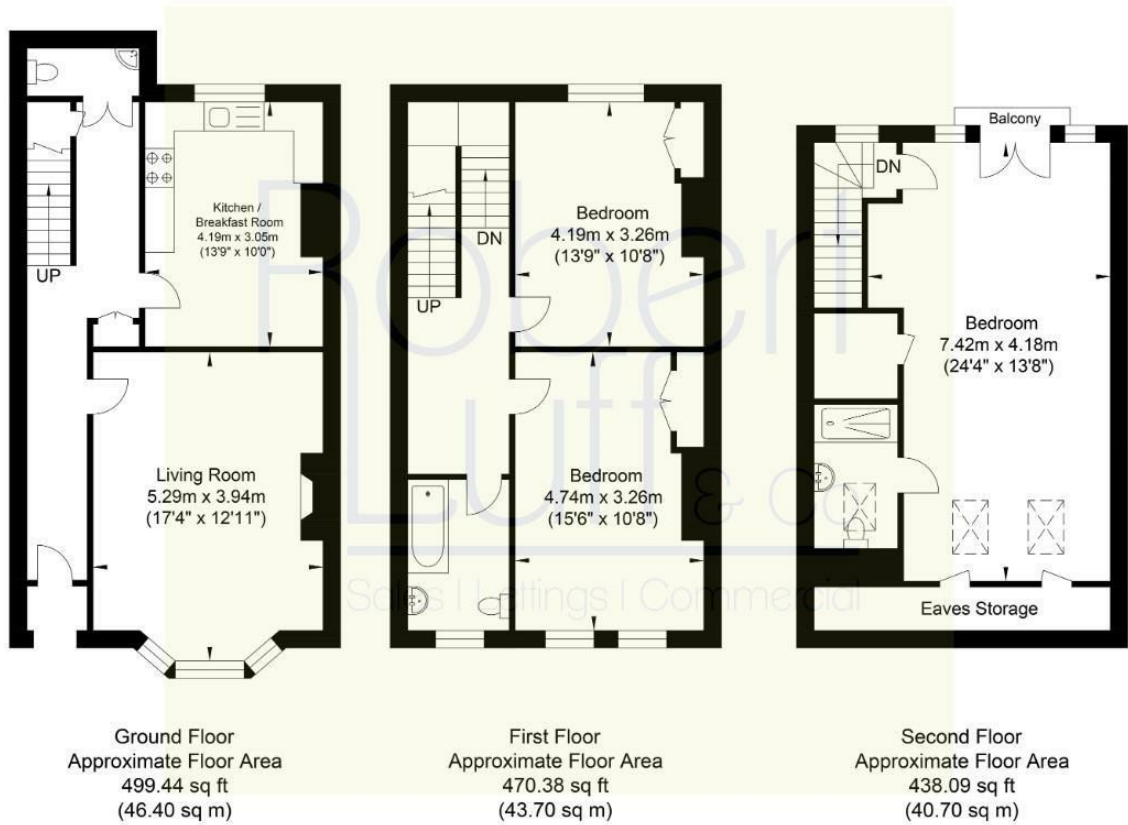 Kitchen /
Breakfast Room
4.19m x 3.05m
(13'9" x 10'0")
UP
Living Room
5.29m x 3.94m
(17'4" x 12'11")
Bedroom
4.19m x 3.26m
(13'9" x 10'8")
DN
UP
Bedroom
4.74m x 3.26m
(15'6" x 10'8")
Balcony
DN
Bedroom
7.42m x 4.18m
(24'4" x 13'8")
Eaves Storage
Robert
Luff & Co
Sales | Lettings | Commercial
Ground Floor
Approximate Floor Area
499.44 sq ft
(46.40 sq m)
First Floor
Approximate Floor Area
470.38 sq ft
(43.70 sq m)
Second Floor
Approximate Floor Area
438.09 sq ft
(40.70 sq m)